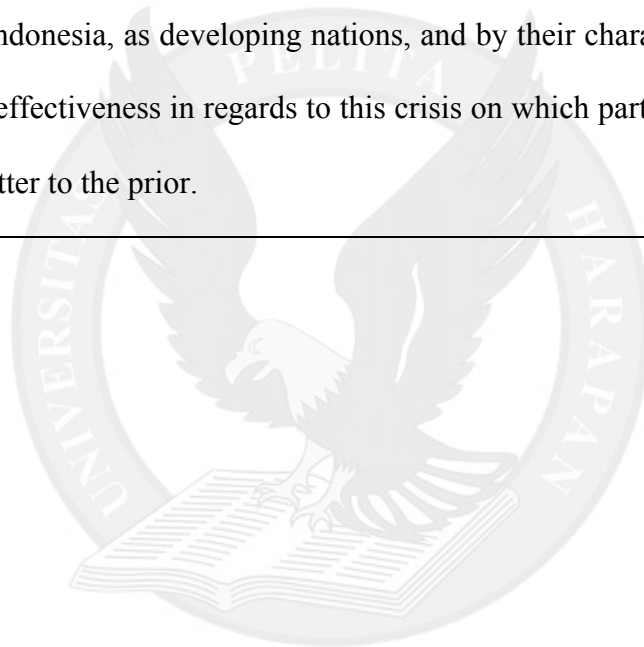 ndonesia, as developing nations, and by their chara
effectiveness in regards to this crisis on which part
tter to the prior.
UNIVERSITAS PELITA HARAPAN